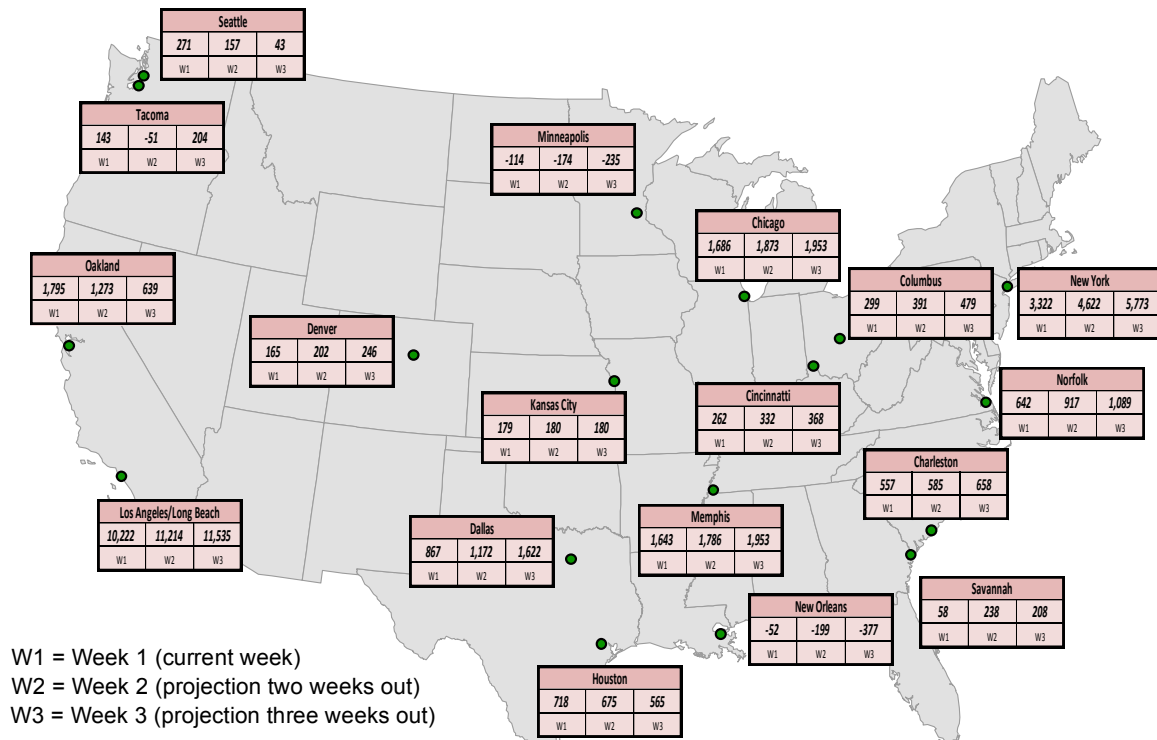 Seattle
271 157 43
W1 W2 W3
Tacoma
143 -51 204
W1 W2 W3
Minneapolis
-114 -174 -235
W1 W2 W3
Chicago
1,686 1,873 1,953
W1 W2 W3
Oakland
1,795 1,273 639
W1 W2 W3
Columbus
299 391 479
W1 W2 W3
New York
3,322 4,622 5,773
W1 W2 W3
Denver
165 202 246
W1 W2 W3
Norfolk
642 917 1,089
W1 W2 W3
Kansas City
179 180 180
W1 W2 W3
Cincinnatti
262 332 368
W1 W2 W3
Charleston
557 585 658
W1 W2 W3
Los Angeles/Long Beach
10,222 11,214 11,535
W1 W2 W3
Dallas
867 1,172 1,622
W1 W2 W3
Memphis
1,643 1,786 1,953
W1 W2 W3
Savannah
58 238 208
W1 W2 W3
New Orleans
-52 -199 -377
W1 W2 W3
Houston
718 675 565
W1 W2 W3
W1 = Week 1 (current week)
W2 = Week 2 (projection two weeks out)
W3 = Week 3 (projection three weeks out)